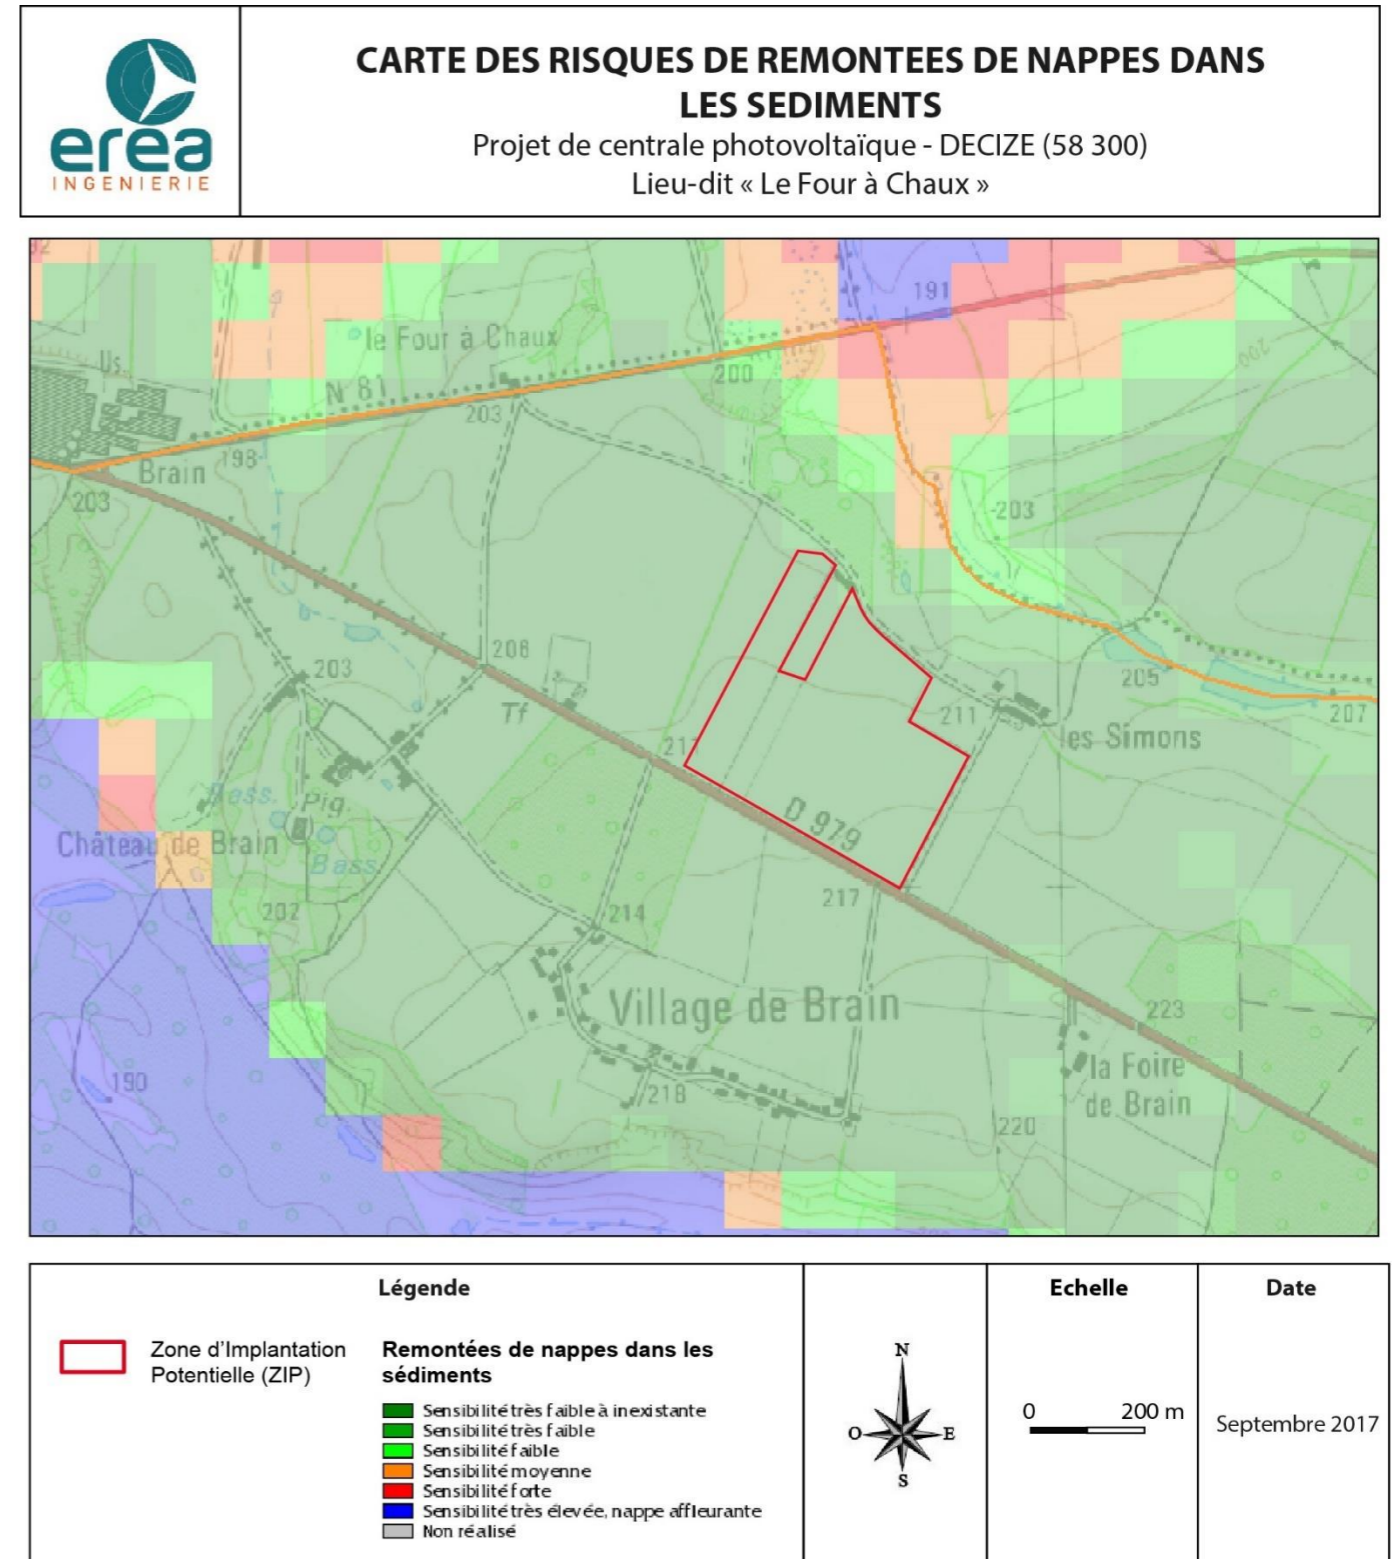 erea
INGENIERIE
CARTE DES RISQUES DE REMONTEES DE NAPPES DANS
LES SEDIMENTS
Projet de centrale photovoltaïque - DECIZE (58 300)
Lieu-dit « Le Four à Chaux »
191
le Four à Chaux
Us.
200
200
N 81
203
198
Brain
203
203
206
203
205
Tf
211
207
les Simons
Bass.
Pig.
D 979
Château de Brain
Bass.
217
202
214
Village de Brain
223
190
la Foire
218
de Brain
220
Légende
Echelle
Date
Zone d'Implantation
Potentielle (ZIP)
Remontées de nappes dans les
sédiments
Sensibilité très faible à inexistante
Sensibilité très faible
Sensibilité faible
Sensibilité moyenne
Sensibilité forte
Sensibilité très élevée, nappe affleurante
Non réalisé
N
O
E
S
0
200 m
Septembre 2017